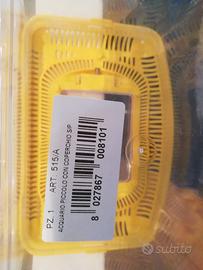 PZ. 1 ART. 515/A
ACQUARIO PICCOLO CON COPERCHIO S/P
8 027867 008101
subito